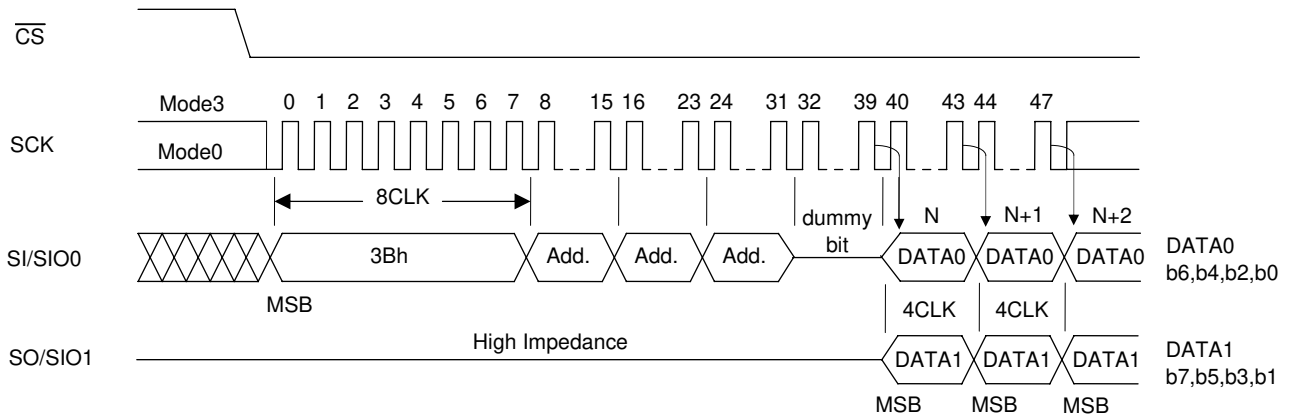 CS
Mode3 0 1 2 3 4 5 6 7 8 15 16 23 24 31 32 39 40 43 44 47
SCK
Mode0
8CLK
dummy bit
N N+1 N+2
SI/SIO0 3Bh Add. Add. Add. DATA0 DATA0 DATA0
DATA0
b6,b4,b2,b0
MSB
4CLK 4CLK
High Impedance
SO/SIO1 DATA1 DATA1 DATA1
DATA1
b7,b5,b3,b1
MSB MSB MSB